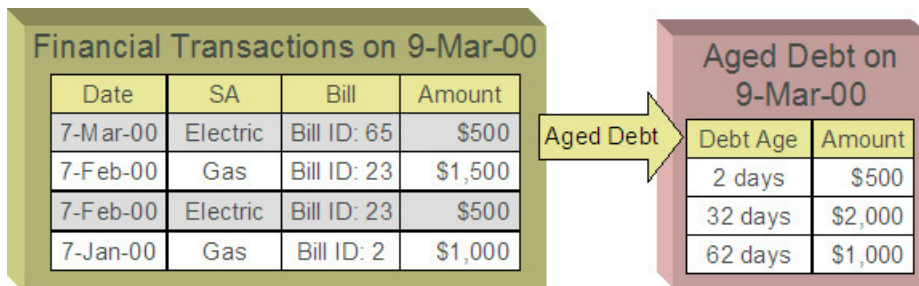 Financial Transactions on 9-Mar-00
Date SA Bill Amount
7-Mar-00 Electric Bill ID: 65 $500
7-Feb-00 Gas Bill ID: 23 $1,500
7-Feb-00 Electric Bill ID: 23 $500
7-Jan-00 Gas Bill ID: 2 $1,000
Aged Debt
Aged Debt on
9-Mar-00
Debt Age Amount
2 days $500
32 days $2,000
62 days $1,000